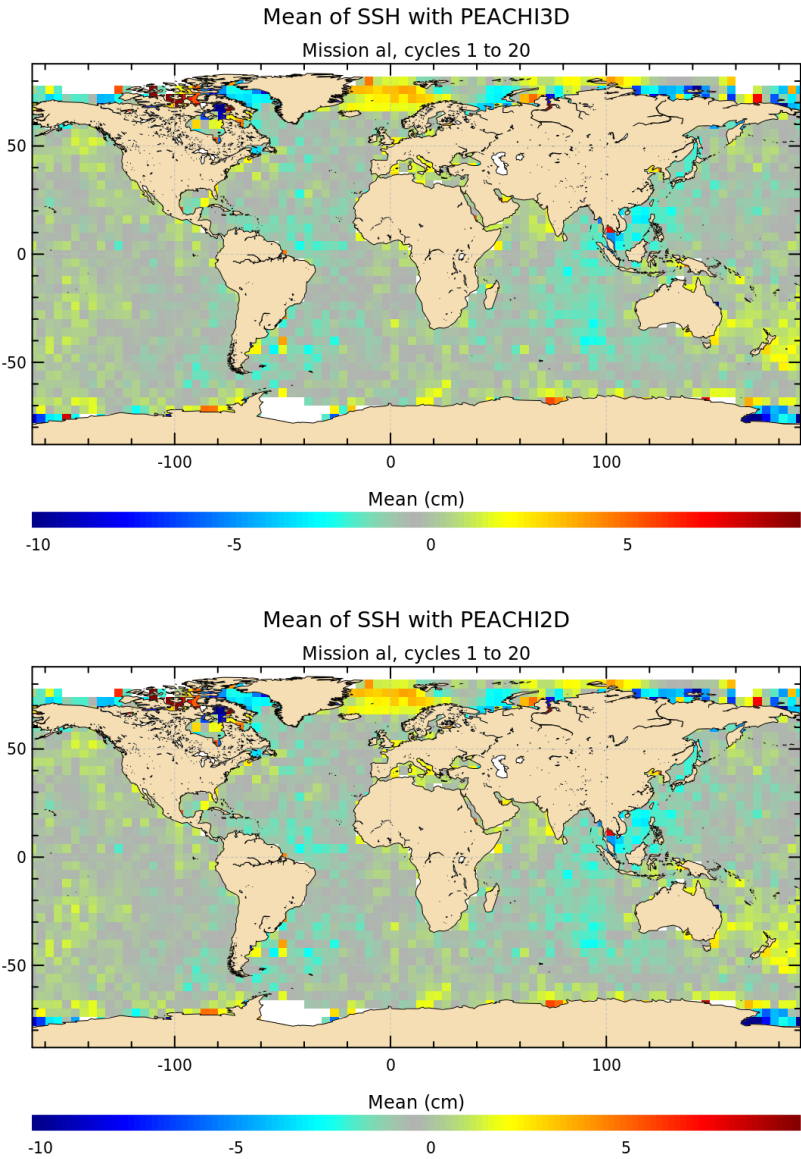 Mean of SSH with PEACHI3D
Mission al, cycles 1 to 20
50
0
-50
-100 0 100
Mean (cm)
-10 -5 0 5
Mean of SSH with PEACHI2D
Mission al, cycles 1 to 20
50
0
-50
-100 0 100
Mean (cm)
-10 -5 0 5